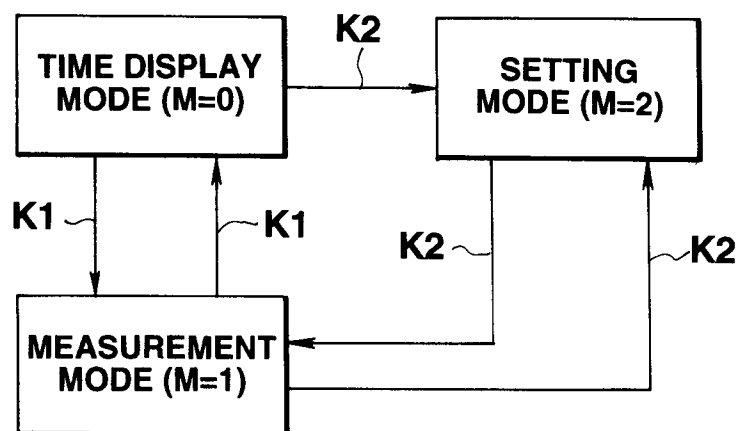 K2
TIME DISPLAY
MODE (M=0)
SETTING
MODE (M=2)
K1
K1
K2
K2
MEASUREMENT
MODE (M=1)